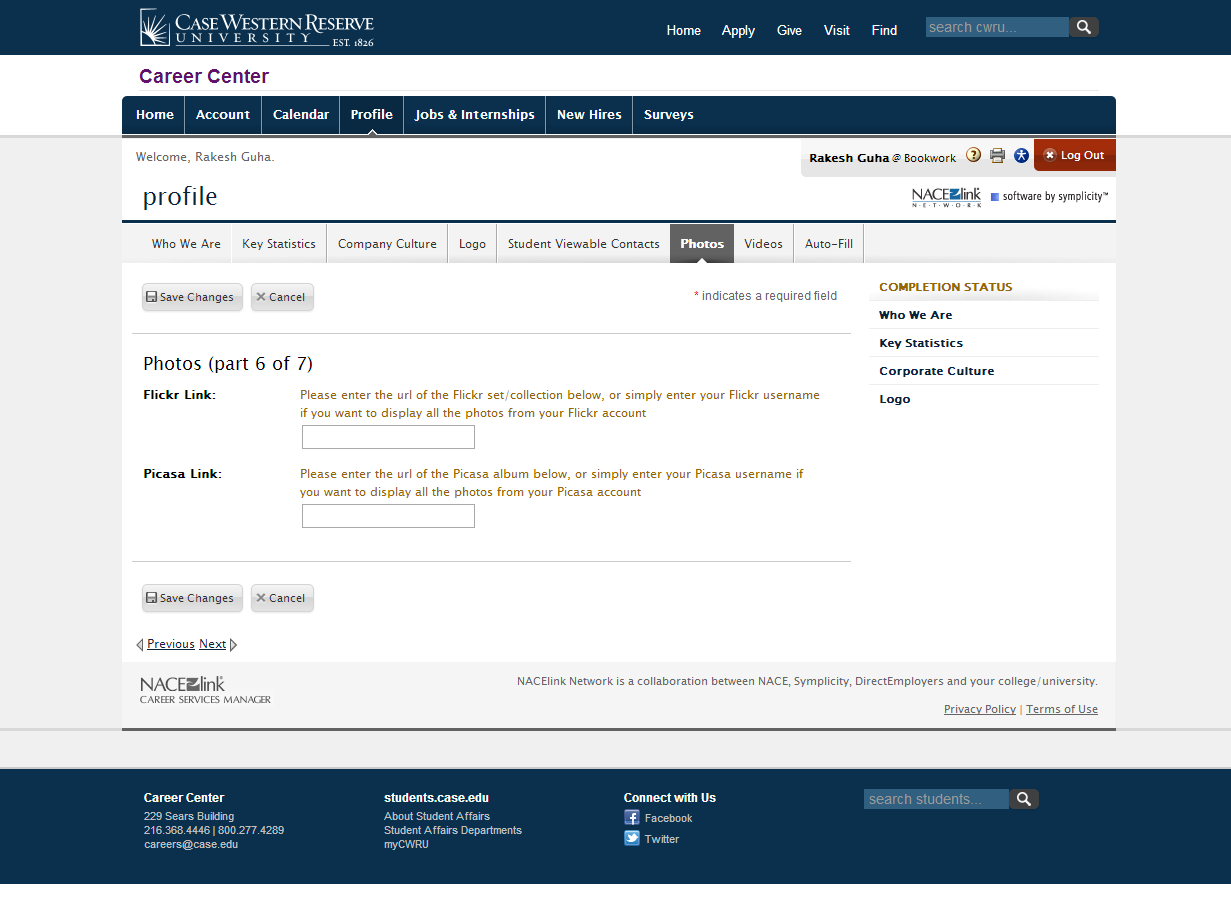 CASE WESTERN RESERVE
UNIVERSITY EST. 1826
Home Apply Give Visit Find
search cwru...
Career Center
Home Account Calendar Profile Jobs & Internships New Hires Surveys
Welcome, Rakesh Guha.
Rakesh Guha @ Bookwork
Log Out
profile
NACElink
NETWORK
software by symplicity™
Who We Are Key Statistics Company Culture Logo Student Viewable Contacts Photos Videos Auto-Fill
Save Changes Cancel
* indicates a required field
COMPLETION STATUS
Who We Are
Key Statistics
Corporate Culture
Logo
Photos (part 6 of 7)
Flickr Link:
Please enter the url of the Flickr set/collection below, or simply enter your Flickr username
if you want to display all the photos from your Flickr account
Picasa Link:
Please enter the url of the Picasa album below, or simply enter your Picasa username if
you want to display all the photos from your Picasa account
Save Changes Cancel
Previous Next
NACElink
CAREER SERVICES MANAGER
NACElink Network is a collaboration between NACE, Symplicity, DirectEmployers and your college/university.
Privacy Policy | Terms of Use
Career Center
229 Sears Building
216.368.4446 | 800.277.4289
careers@case.edu
students.case.edu
About Student Affairs
Student Affairs Departments
myCWRU
Connect with Us
Facebook
Twitter
search students...